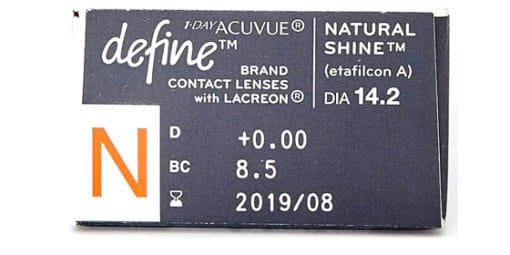 1·DAY ACUVUE®
define™
BRAND
CONTACT LENSES
with LACREON®
NATURAL
SHINE™
(etafilcon A)
DIA 14.2
N
D +0.00
BC 8.5
2019/08